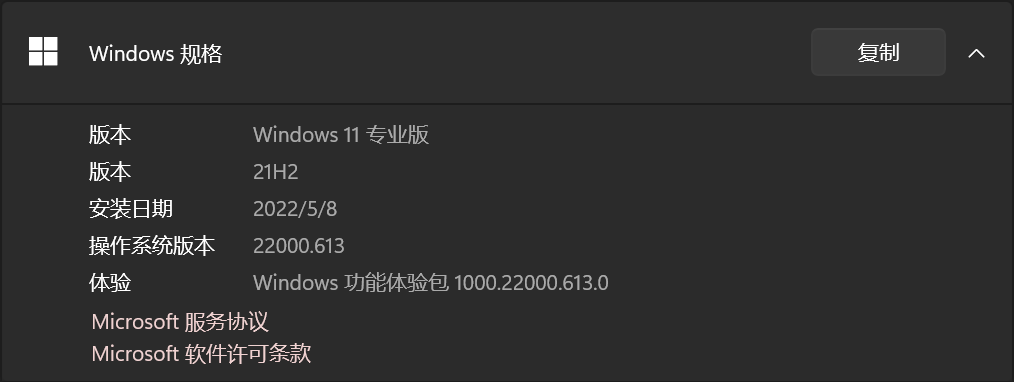 Windows 规格
复制
版本 Windows 11 专业版
版本 21H2
安装日期 2022/5/8
操作系统版本 22000.613
体验 Windows 功能体验包 1000.22000.613.0
Microsoft 服务协议
Microsoft 软件许可条款